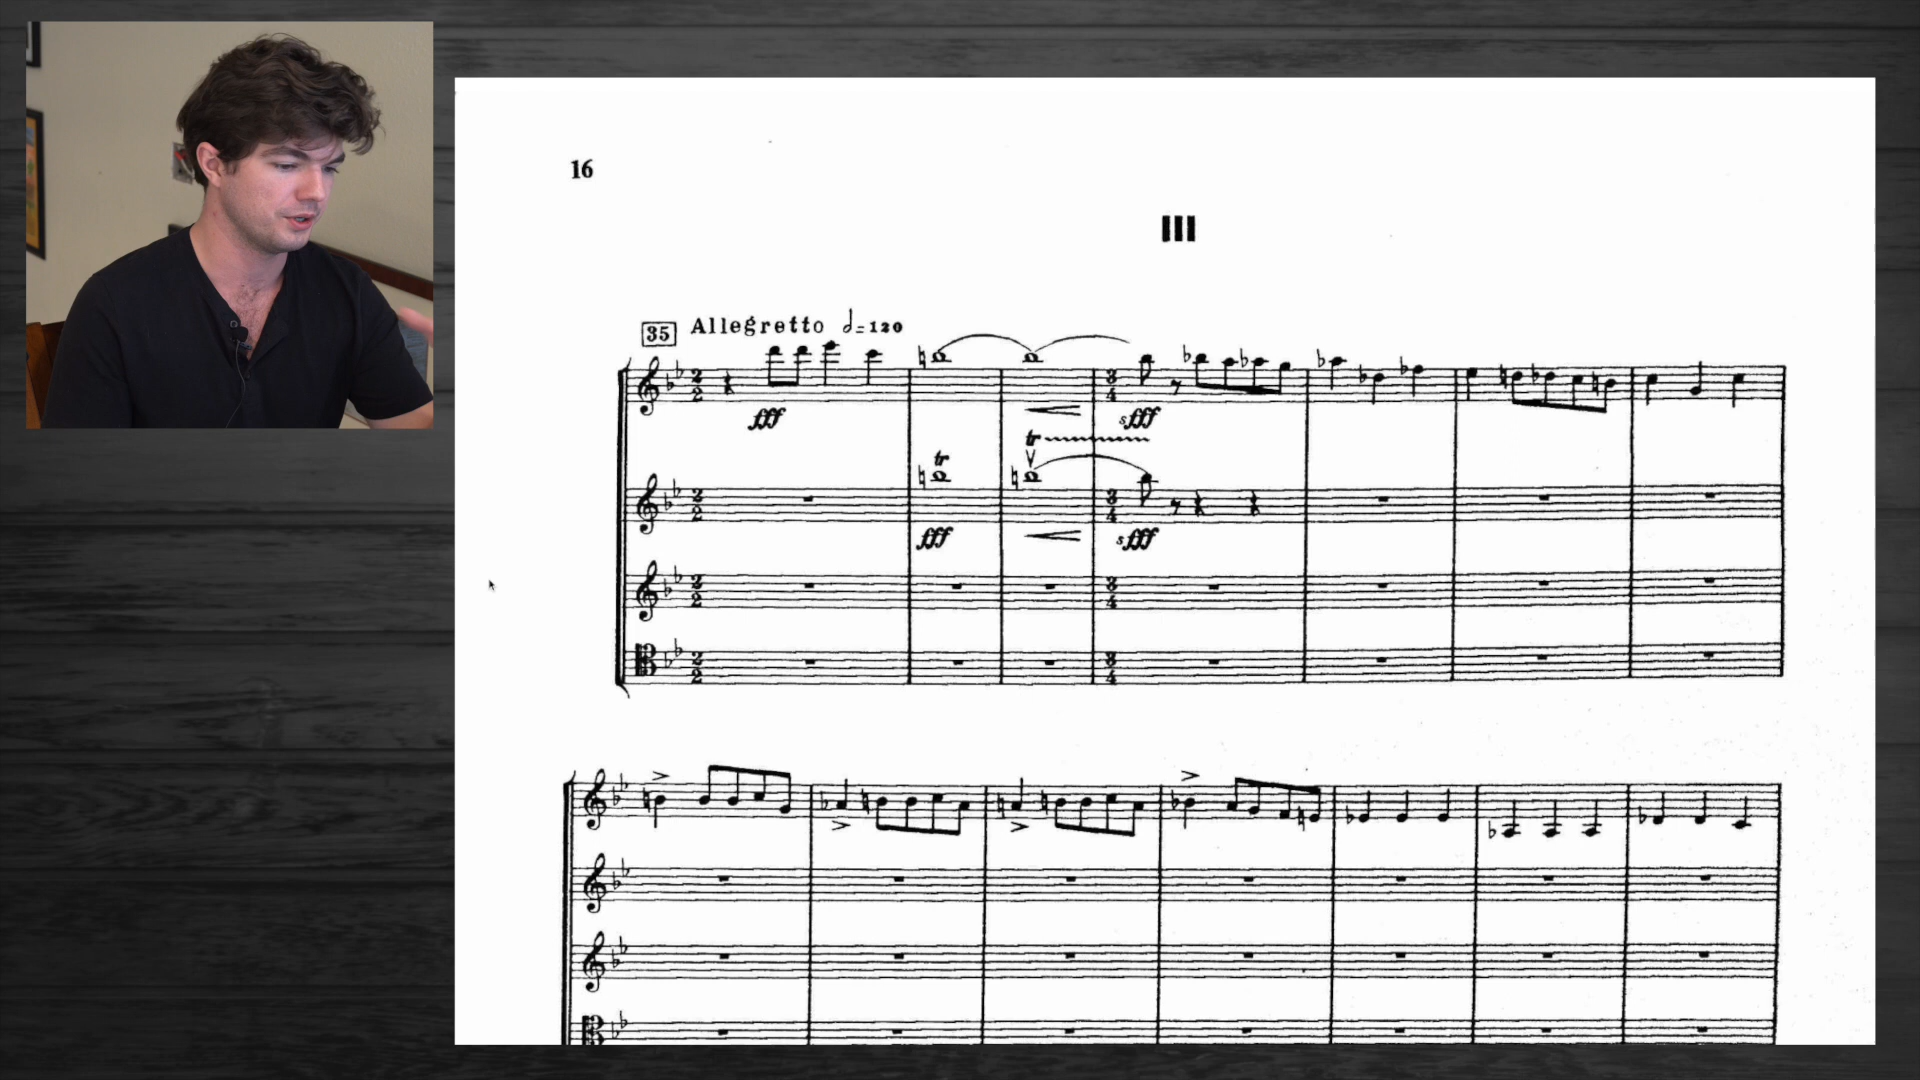 16
III
35 Allegretto 𝅗𝅥=120
fff
sfff
tr
tr
fff
sfff